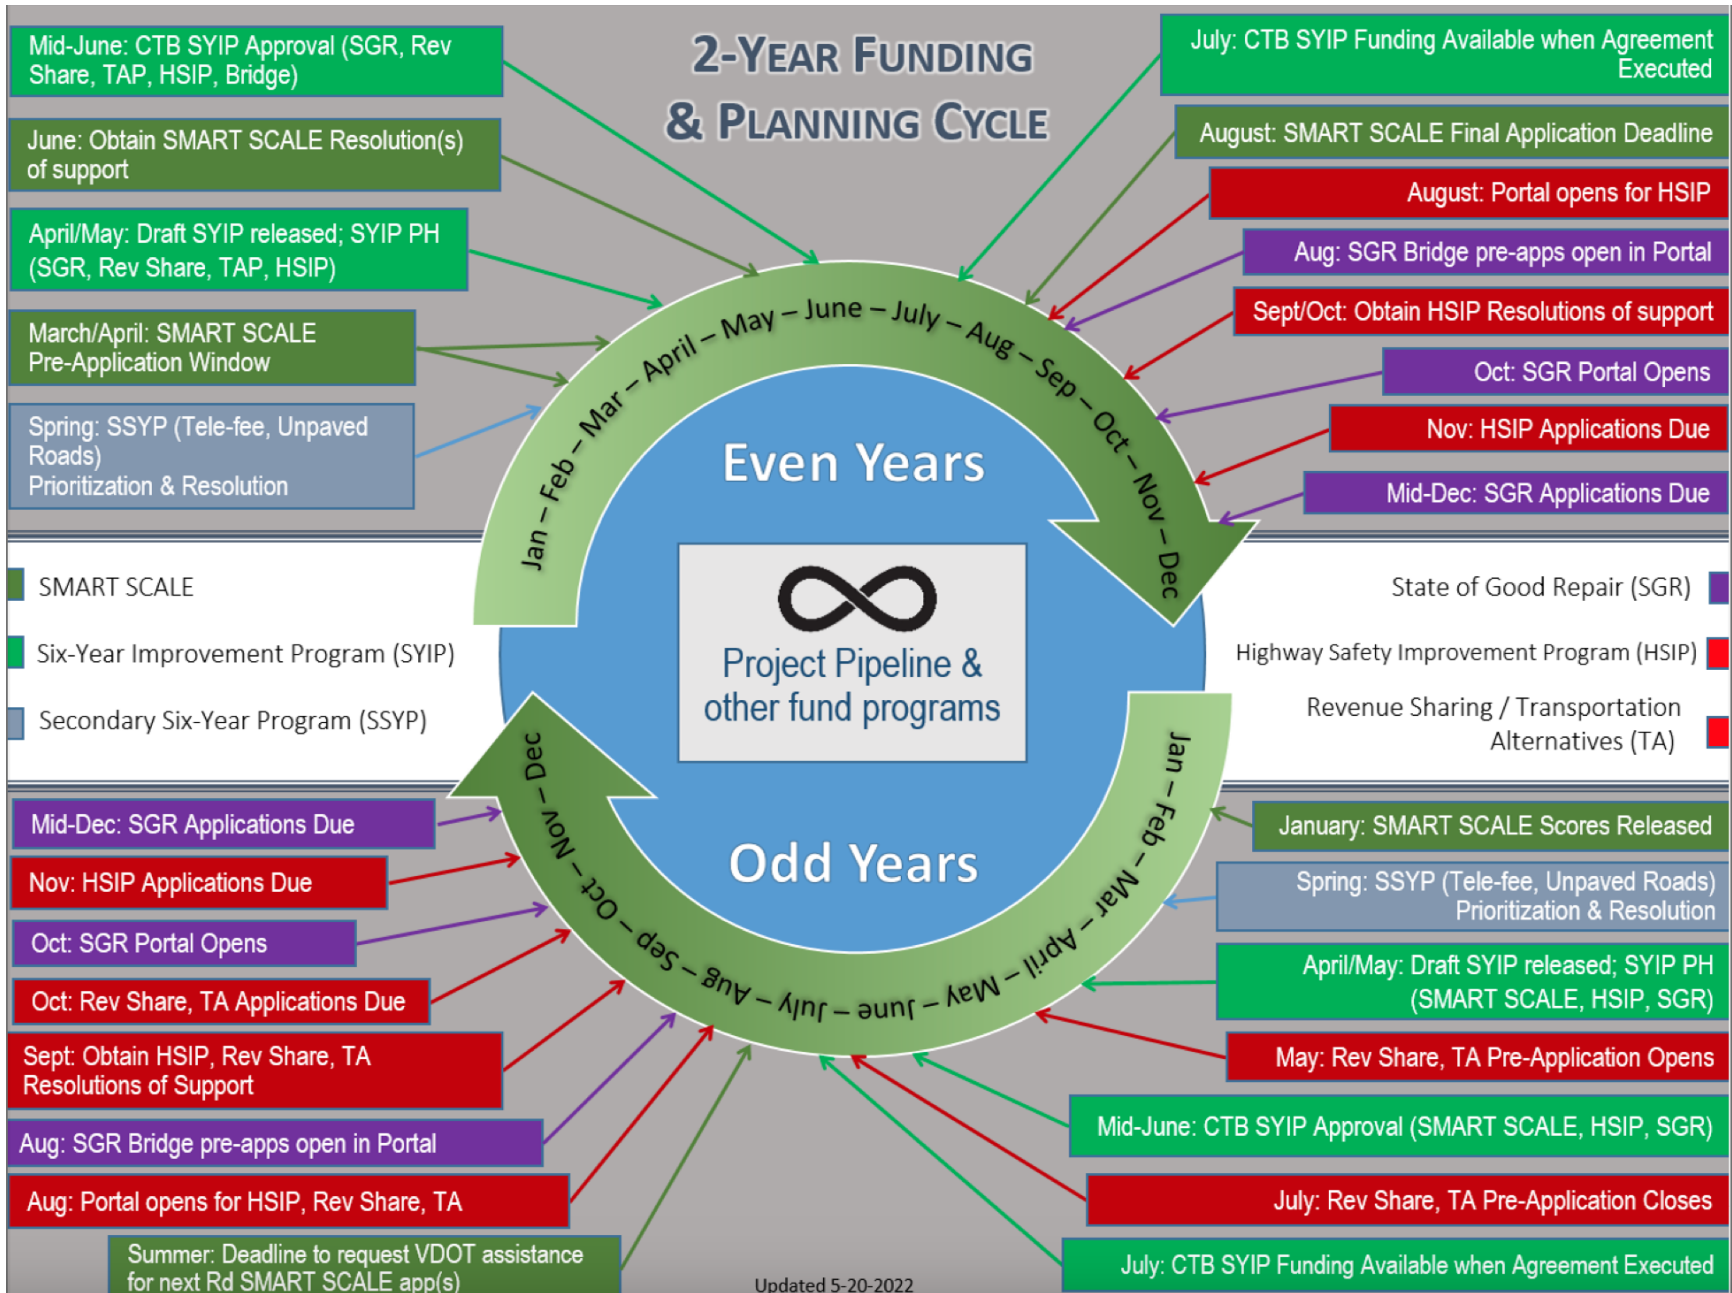 2-YEAR FUNDING
& PLANNING CYCLE
Mid-June: CTB SYIP Approval (SGR, Rev
Share, TAP, HSIP, Bridge)
June: Obtain SMART SCALE Resolution(s)
of support
April/May: Draft SYIP released; SYIP PH
(SGR, Rev Share, TAP, HSIP)
March/April: SMART SCALE
Pre-Application Window
Spring: SSYP (Tele-fee, Unpaved
Roads)
Prioritization & Resolution
July: CTB SYIP Funding Available when Agreement
Executed
August: SMART SCALE Final Application Deadline
August: Portal opens for HSIP
Aug: SGR Bridge pre-apps open in Portal
Sept/Oct: Obtain HSIP Resolutions of support
Oct: SGR Portal Opens
Nov: HSIP Applications Due
Mid-Dec: SGR Applications Due
Jan – Feb – Mar – April – May – June – July – Aug – Sep – Oct – Nov – Dec
Even Years
SMART SCALE
Six-Year Improvement Program (SYIP)
Secondary Six-Year Program (SSYP)
Project Pipeline &
other fund programs
State of Good Repair (SGR)
Highway Safety Improvement Program (HSIP)
Revenue Sharing / Transportation
Alternatives (TA)
Odd Years
Jan – Feb – Mar – April – May – June – July – Aug – Sep – Oct – Nov – Dec
January: SMART SCALE Scores Released
Spring: SSYP (Tele-fee, Unpaved Roads)
Prioritization & Resolution
April/May: Draft SYIP released; SYIP PH
(SMART SCALE, HSIP, SGR)
May: Rev Share, TA Pre-Application Opens
Mid-June: CTB SYIP Approval (SMART SCALE, HSIP, SGR)
July: Rev Share, TA Pre-Application Closes
July: CTB SYIP Funding Available when Agreement Executed
Mid-Dec: SGR Applications Due
Nov: HSIP Applications Due
Oct: SGR Portal Opens
Oct: Rev Share, TA Applications Due
Sept: Obtain HSIP, Rev Share, TA
Resolutions of Support
Aug: SGR Bridge pre-apps open in Portal
Aug: Portal opens for HSIP, Rev Share, TA
Summer: Deadline to request VDOT assistance
for next Rd SMART SCALE app(s)
Updated 5-20-2022